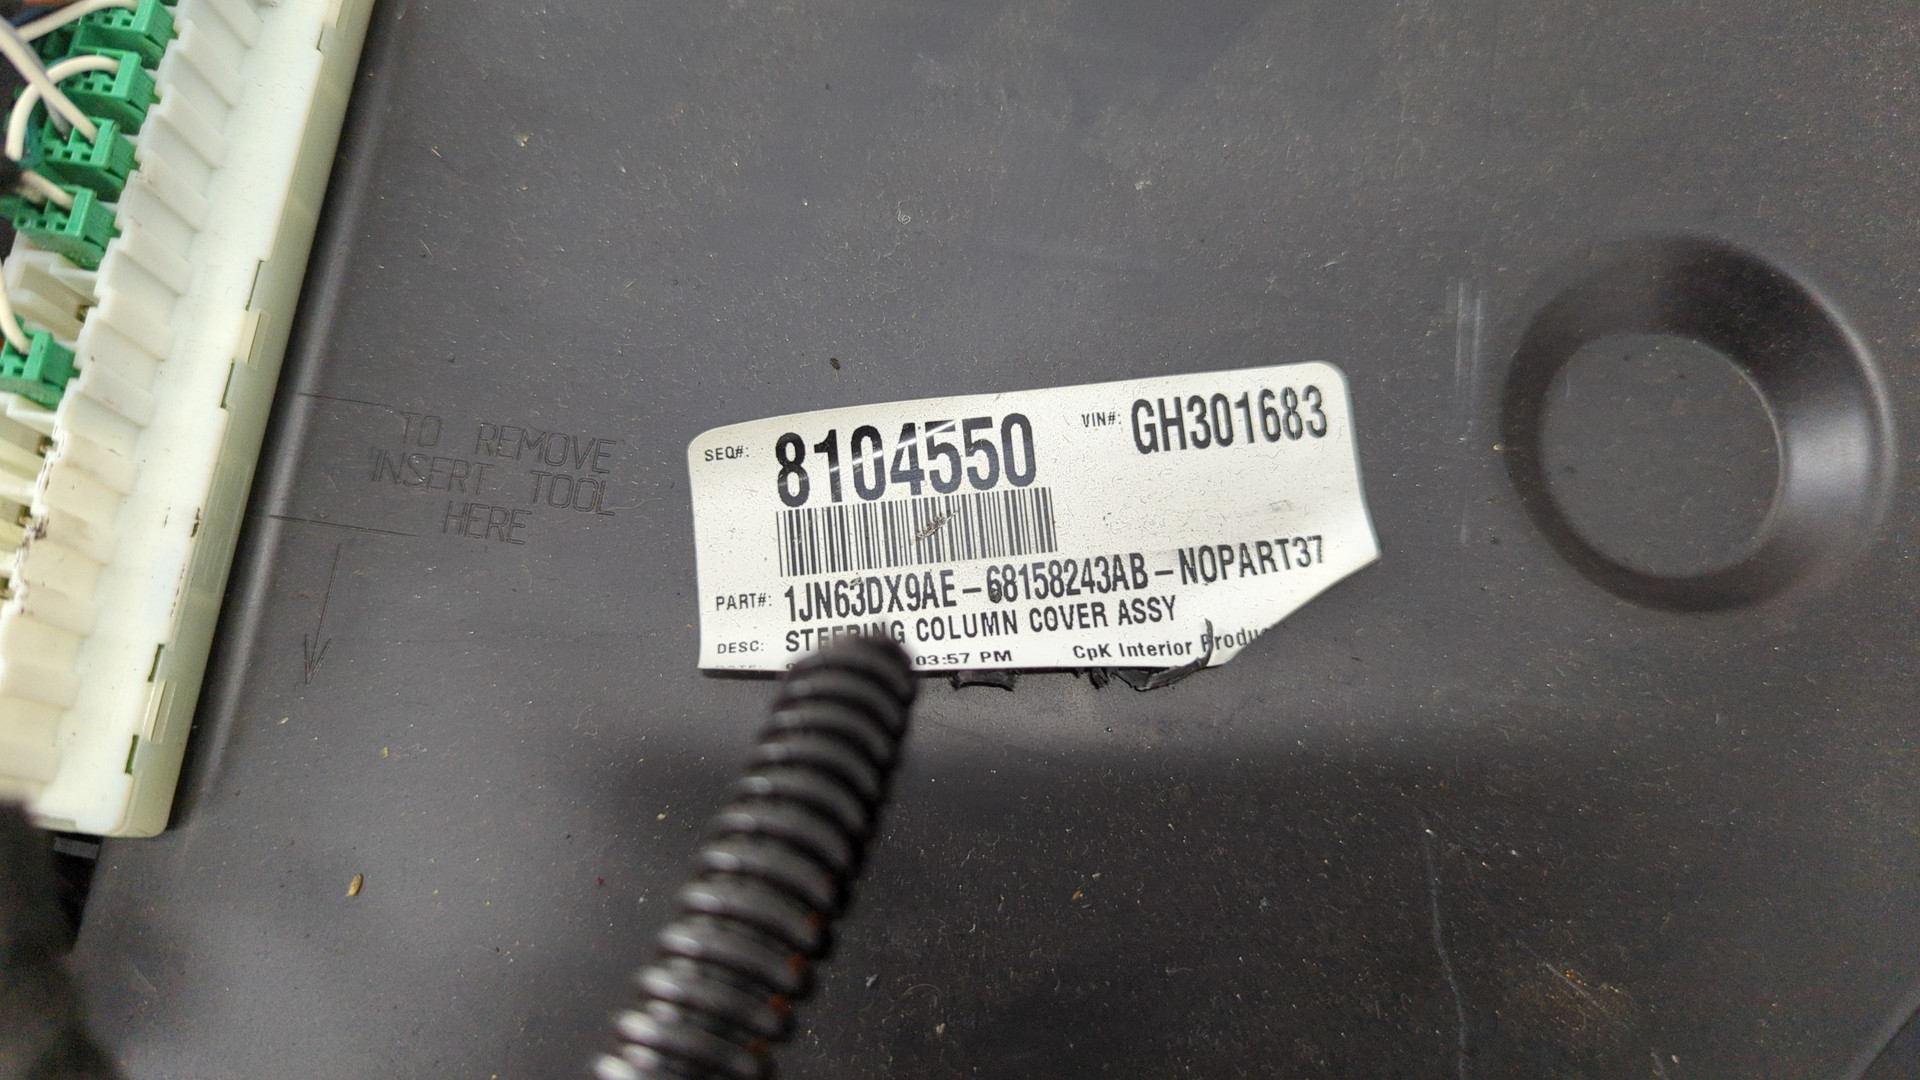 TO REMOVE
INSERT TOOL
HERE
SEQ#: 8104550 VIN#: GH301683
PART#: 1JN63DX9AE-68158243AB-NOPART37
DESC: STEERING COLUMN COVER ASSY
03:57 PM CpK Interior